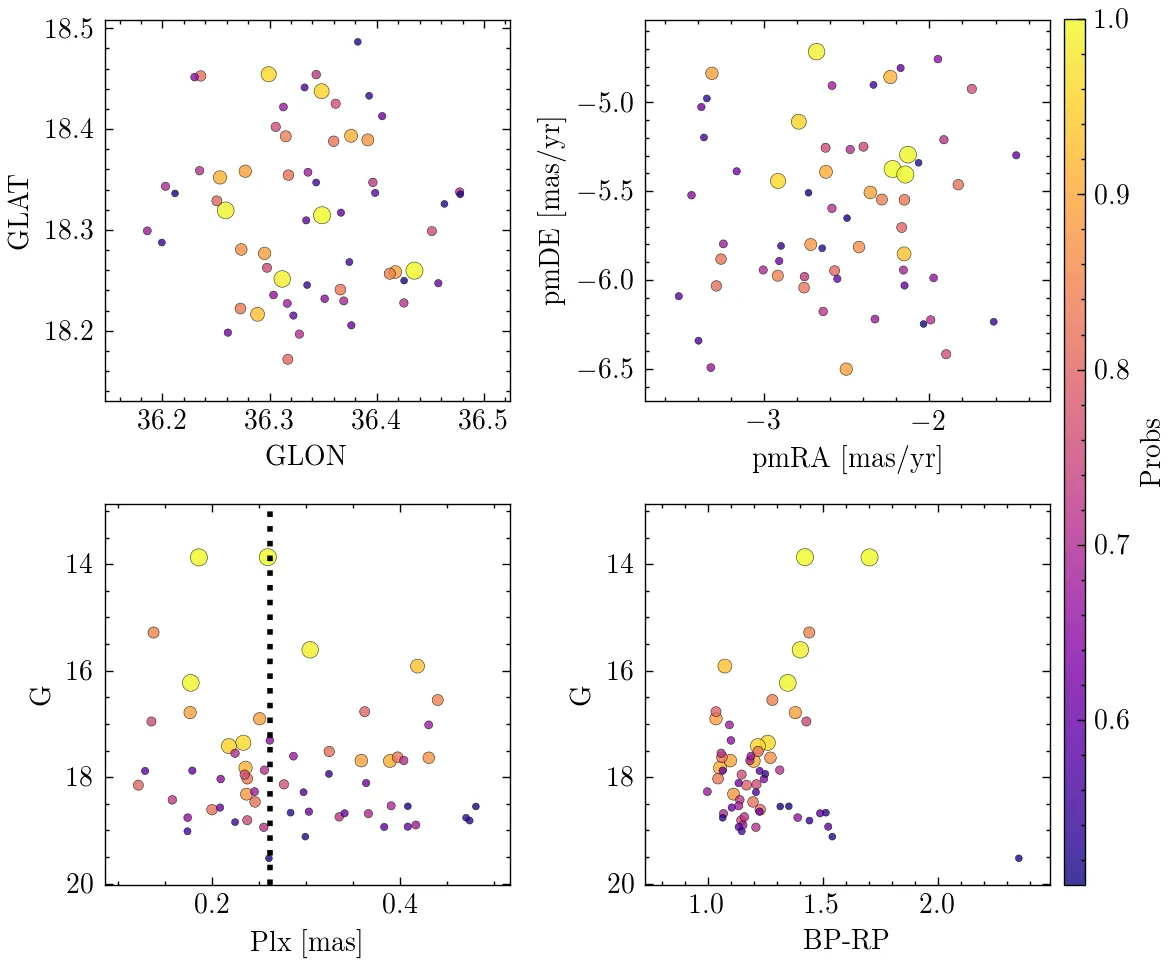 18.5
18.4
18.3
18.2
GLAT
36.2 36.3 36.4 36.5
GLON
−5.0
−5.5
−6.0
−6.5
pmDE [mas/yr]
−3 −2
pmRA [mas/yr]
14
16
18
20
G
0.2 0.4
Plx [mas]
14
16
18
20
G
1.0 1.5 2.0
BP-RP
1.0
0.9
0.8
0.7
0.6
Probs